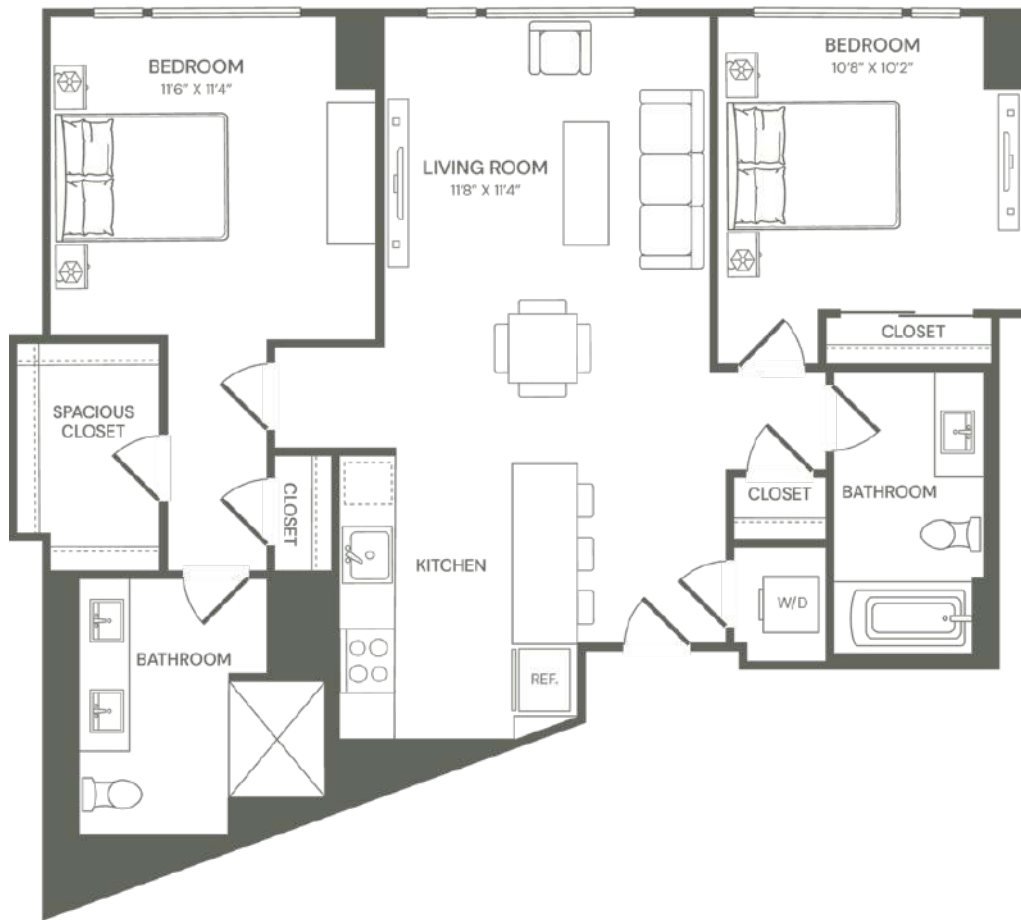 BEDROOM
11'6" X 11'4"
LIVING ROOM
11'8" X 11'4"
BEDROOM
10'8" X 10'2"
CLOSET
SPACIOUS
CLOSET
CLOSET
CLOSET
BATHROOM
KITCHEN
W/D
BATHROOM
REF.